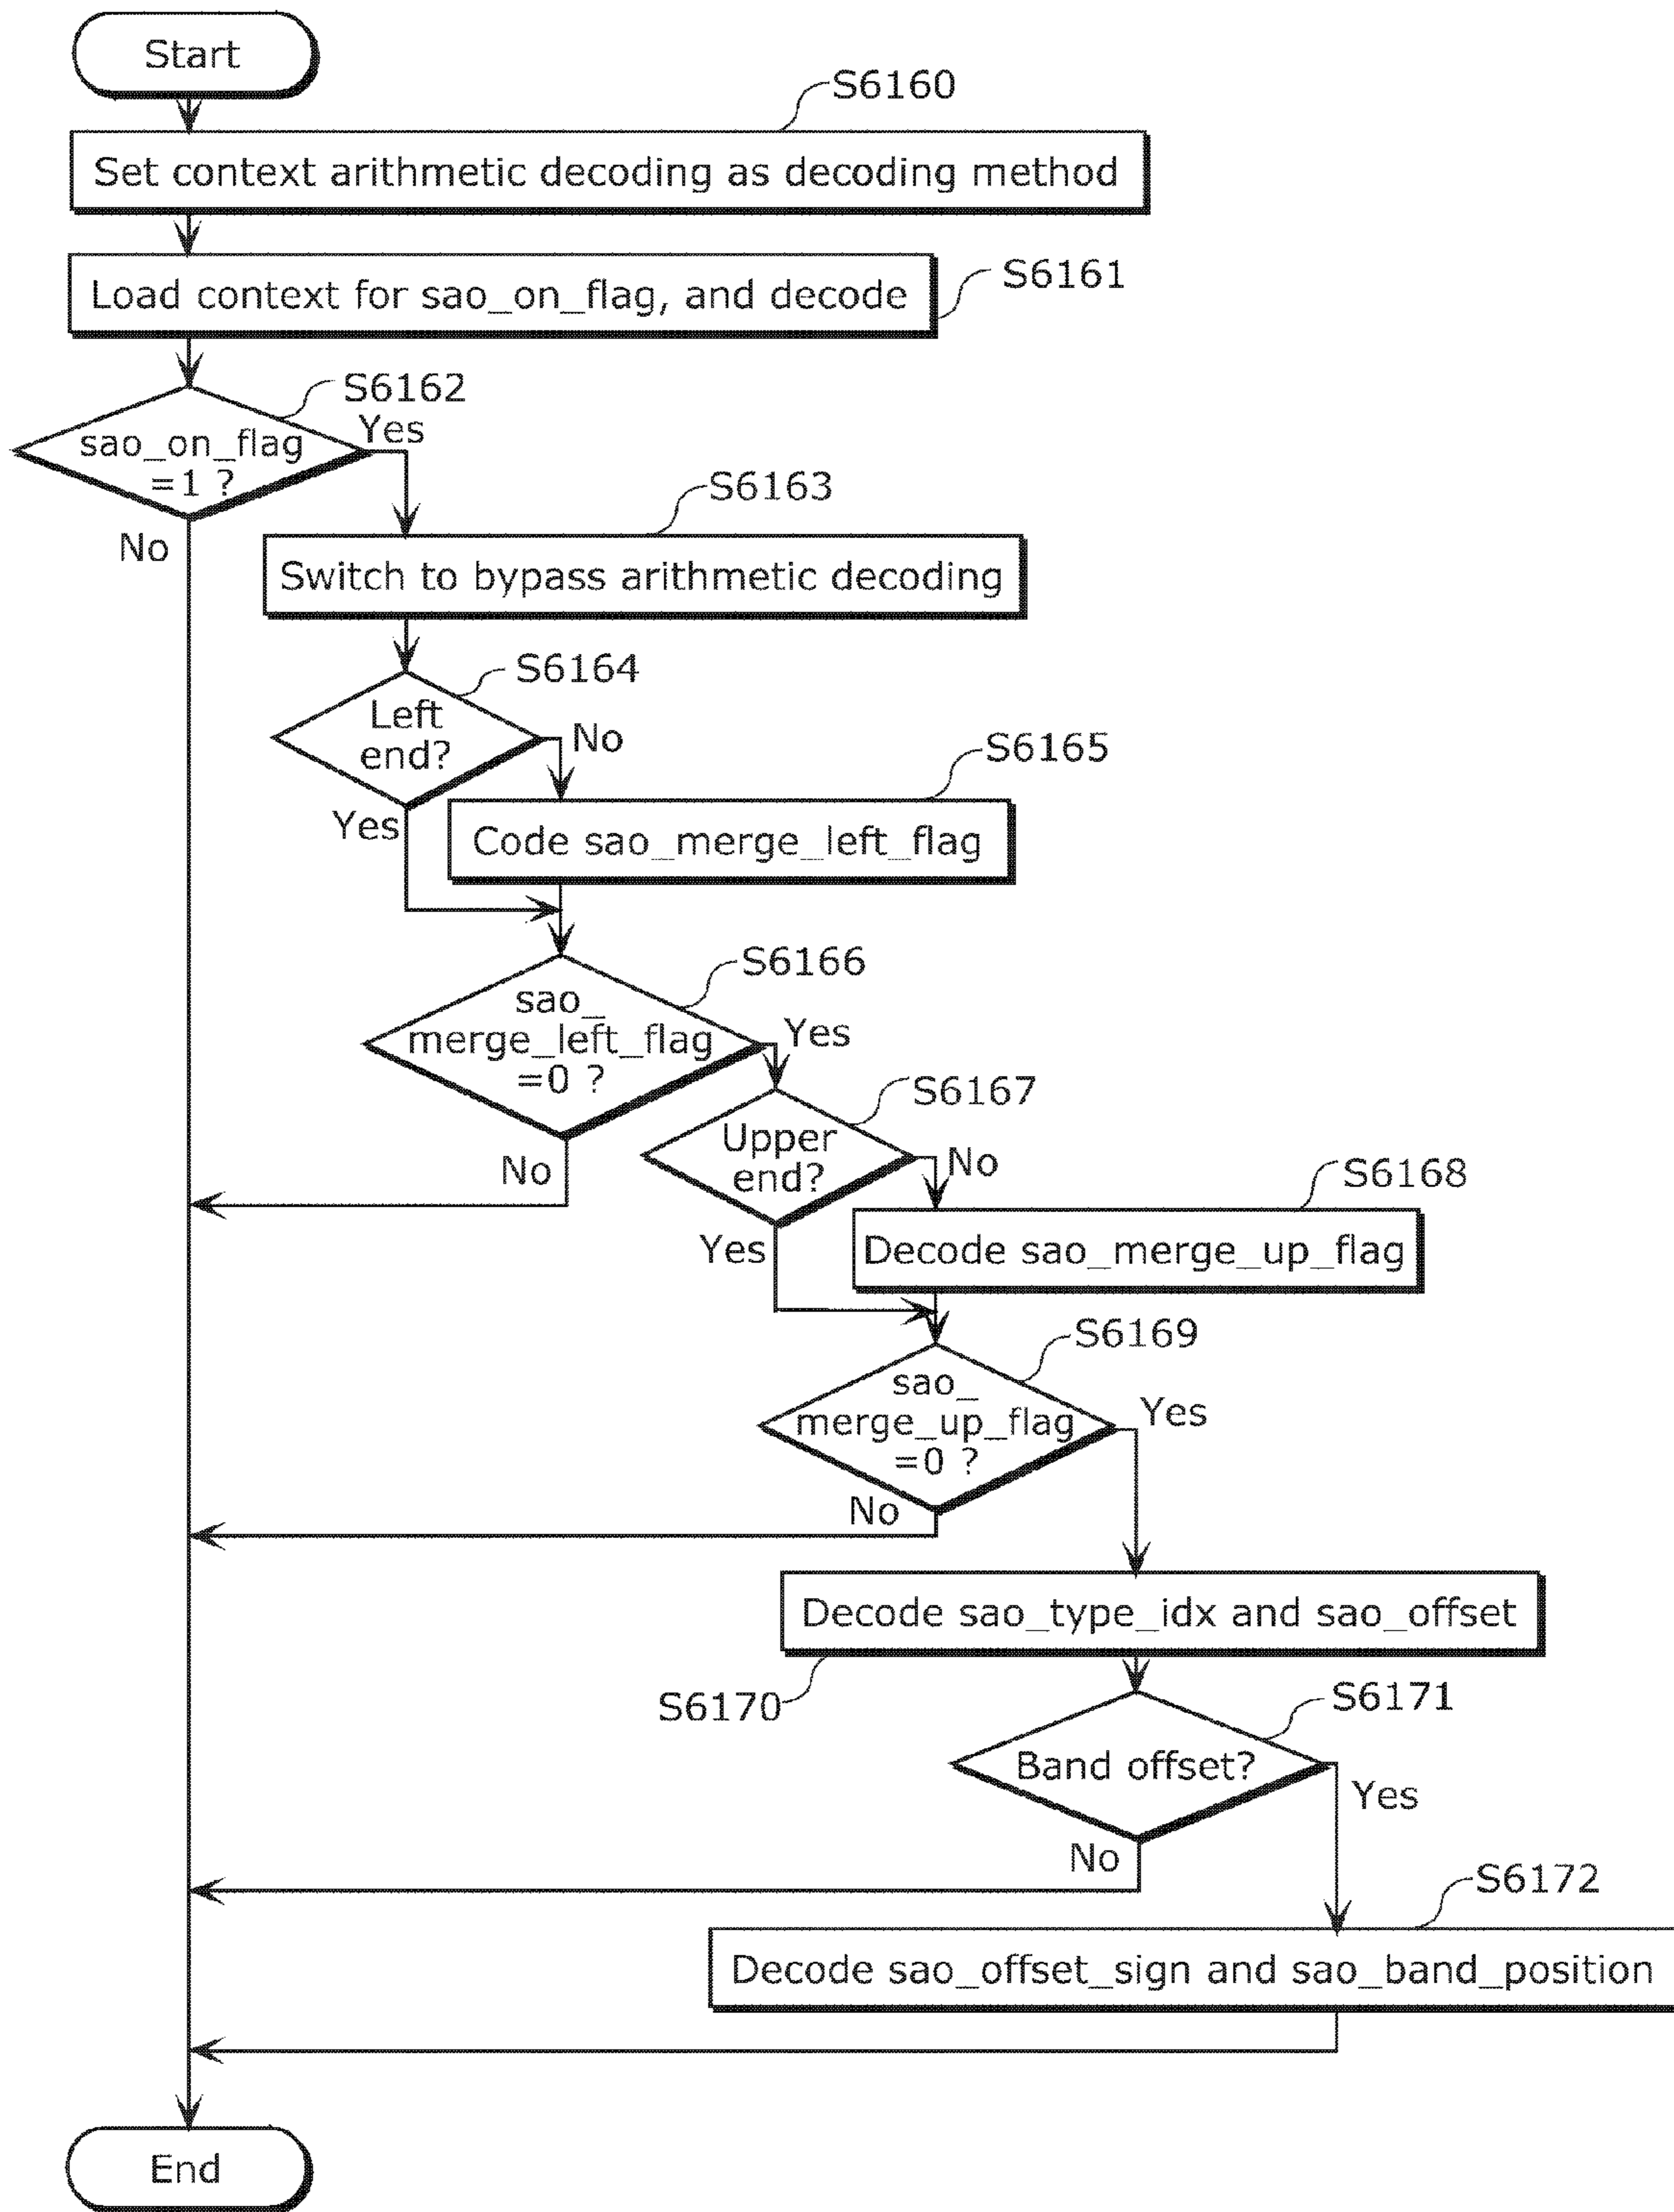 Start
S6160
Set context arithmetic decoding as decoding method
Load context for sao_on_flag, and decode
S6161
S6162
sao_on_flag
=1 ?
Yes
No
S6163
Switch to bypass arithmetic decoding
S6164
Left
end?
No
Yes
S6165
Code sao_merge_left_flag
S6166
sao_
merge_left_flag
=0 ?
Yes
No
S6167
Upper
end?
No
Yes
S6168
Decode sao_merge_up_flag
S6169
sao_
merge_up_flag
=0 ?
Yes
No
Decode sao_type_idx and sao_offset
S6170
S6171
Band offset?
Yes
No
S6172
Decode sao_offset_sign and sao_band_position
End